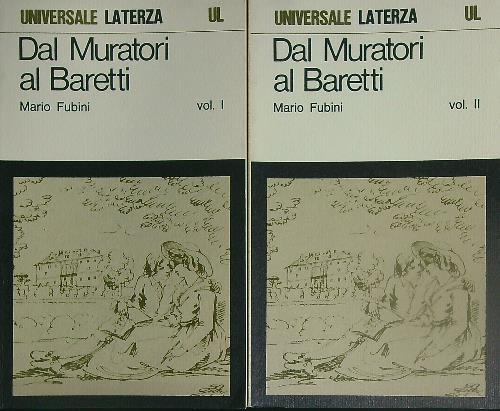 UNIVERSALE LATERZA UL
Dal Muratori
al Baretti
Mario Fubini vol. I
UNIVERSALE LATERZA UL
Dal Muratori
al Baretti
Mario Fubini vol. II